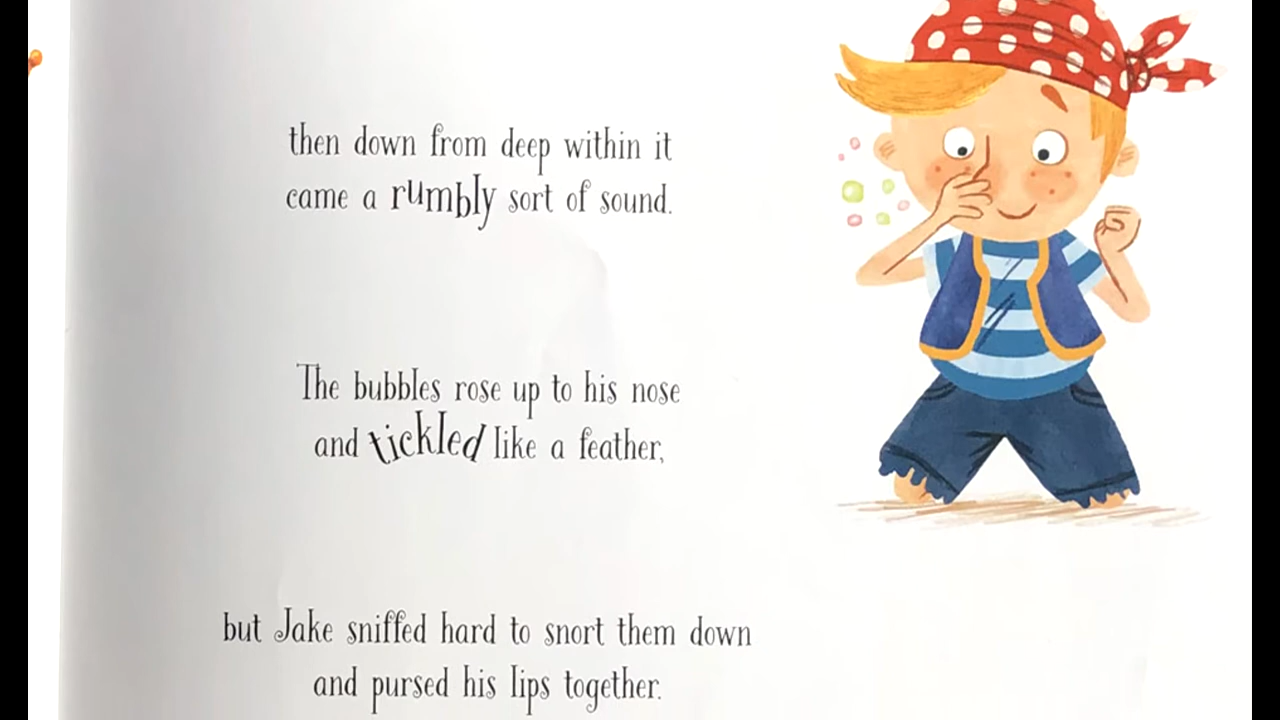 then down from deep within it
came a rumbly sort of sound.
The bubbles rose up to his nose
and tickled like a feather,
but Jake sniffed hard to snort them down
and pursed his lips together.